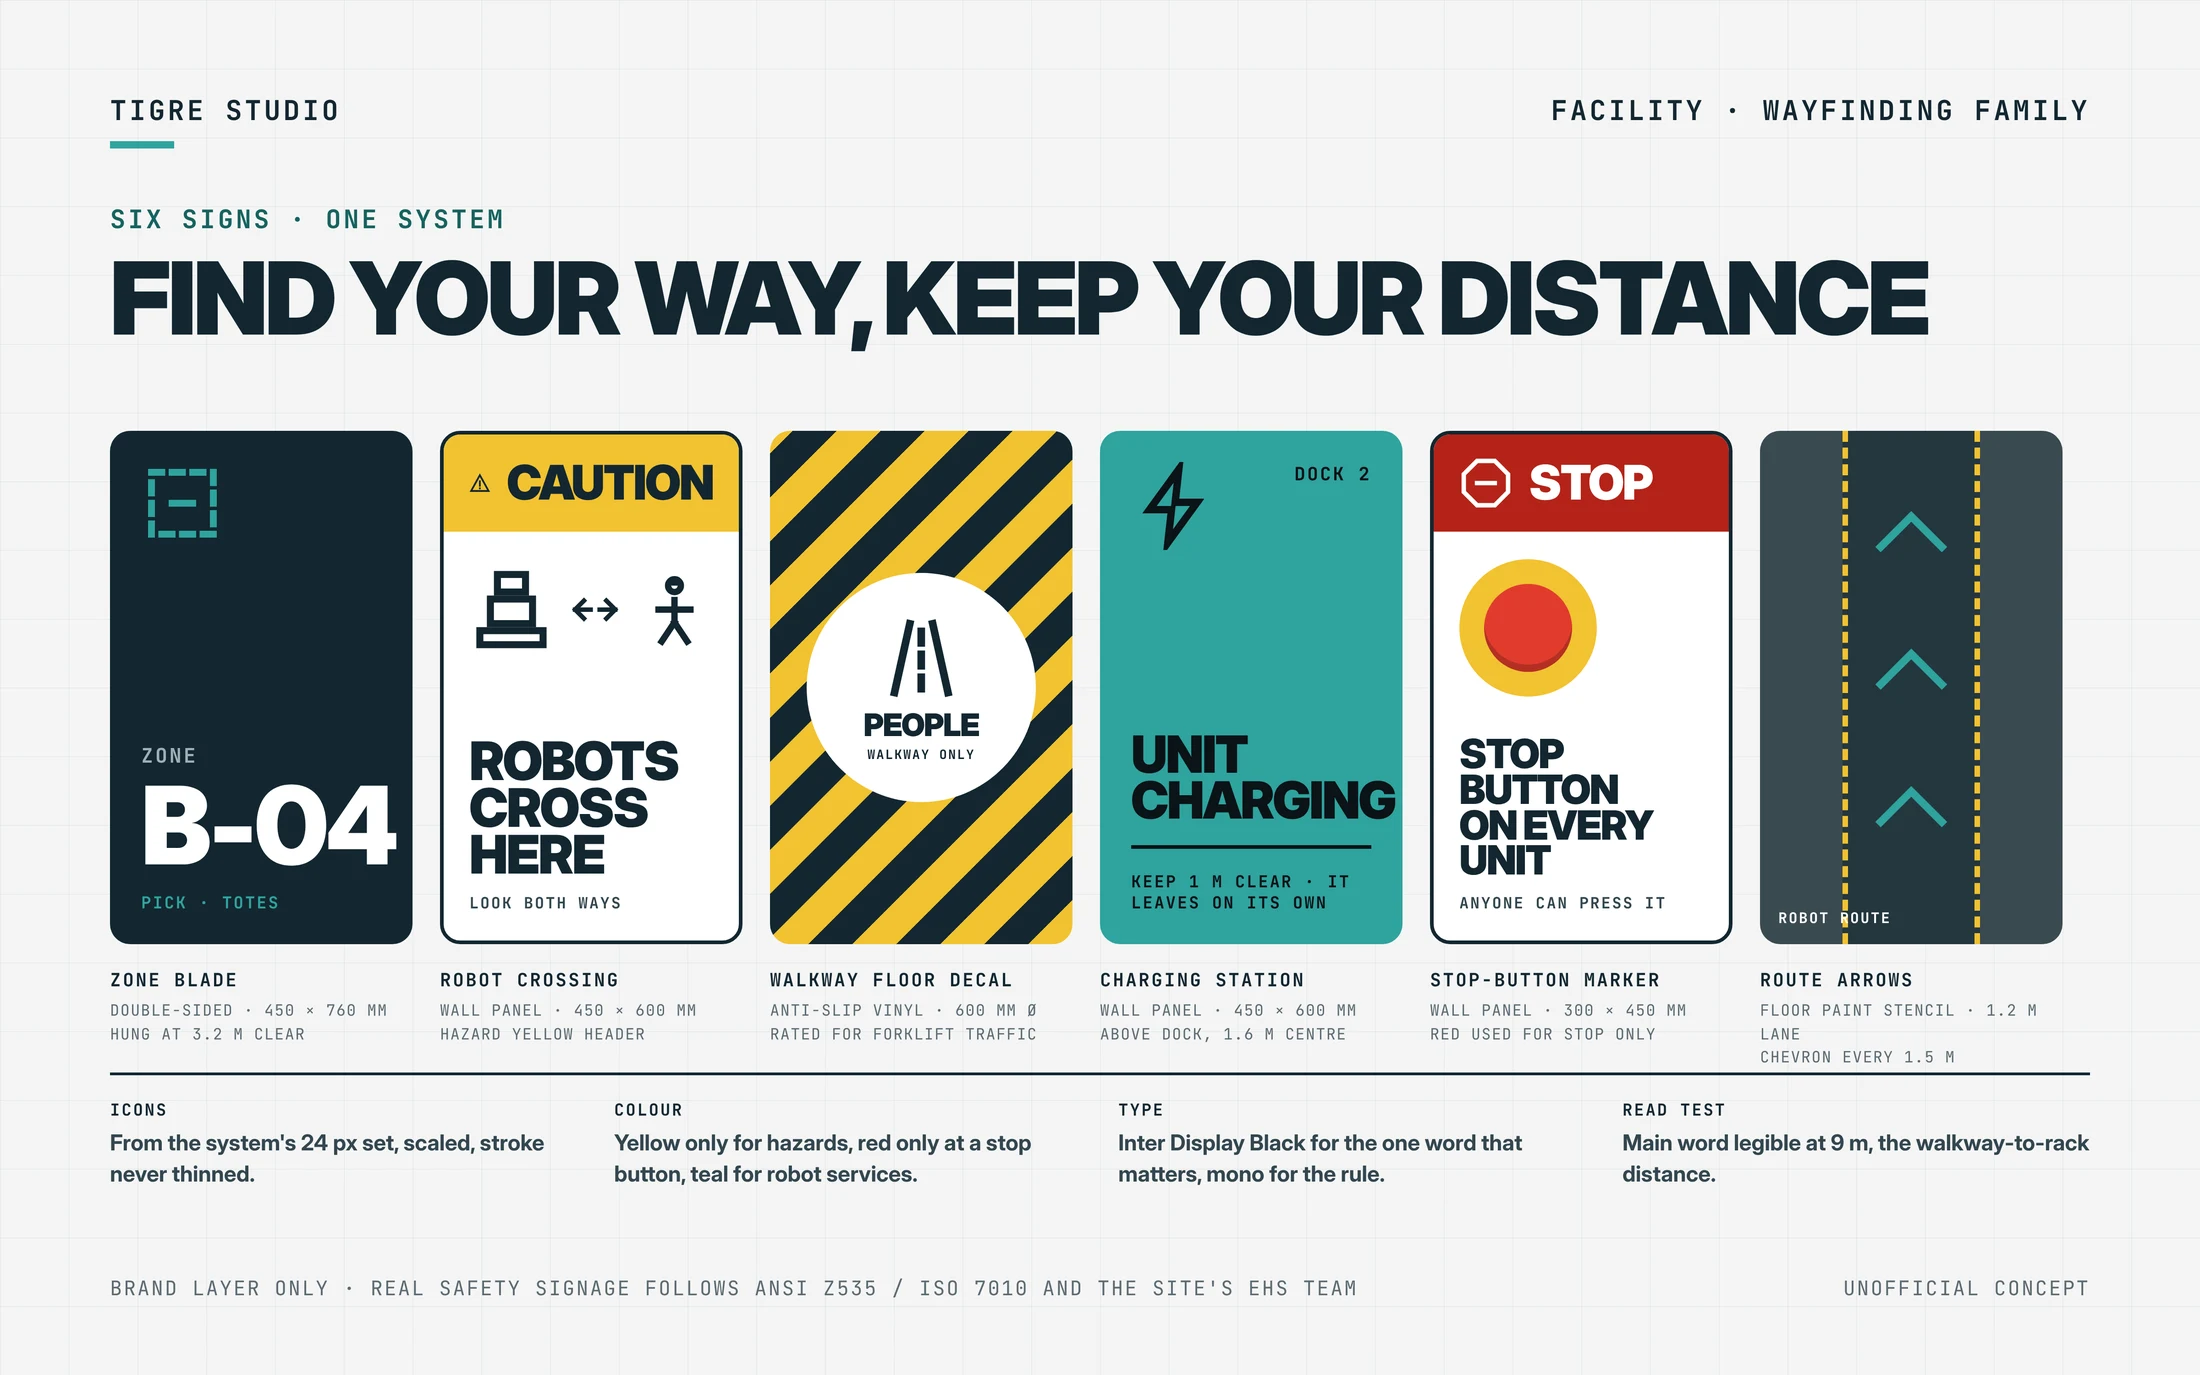 TIGRE STUDIO
FACILITY · WAYFINDING FAMILY
SIX SIGNS · ONE SYSTEM
FIND YOUR WAY, KEEP YOUR DISTANCE
ZONE
B-04
PICK · TOTES
CAUTION
ROBOTS
CROSS
HERE
LOOK BOTH WAYS
PEOPLE
WALKWAY ONLY
DOCK 2
UNIT
CHARGING
KEEP 1 M CLEAR · IT
LEAVES ON ITS OWN
STOP
STOP
BUTTON
ON EVERY
UNIT
ANYONE CAN PRESS IT
ROBOT ROUTE
ZONE BLADE
DOUBLE-SIDED · 450 × 760 MM
HUNG AT 3.2 M CLEAR
ROBOT CROSSING
WALL PANEL · 450 × 600 MM
HAZARD YELLOW HEADER
WALKWAY FLOOR DECAL
ANTI-SLIP VINYL · 600 MM Ø
RATED FOR FORKLIFT TRAFFIC
CHARGING STATION
WALL PANEL · 450 × 600 MM
ABOVE DOCK, 1.6 M CENTRE
STOP-BUTTON MARKER
WALL PANEL · 300 × 450 MM
RED USED FOR STOP ONLY
ROUTE ARROWS
FLOOR PAINT STENCIL · 1.2 M
LANE
CHEVRON EVERY 1.5 M
ICONS
From the system's 24 px set, scaled, stroke
never thinned.
COLOUR
Yellow only for hazards, red only at a stop
button, teal for robot services.
TYPE
Inter Display Black for the one word that
matters, mono for the rule.
READ TEST
Main word legible at 9 m, the walkway-to-rack
distance.
BRAND LAYER ONLY · REAL SAFETY SIGNAGE FOLLOWS ANSI Z535 / ISO 7010 AND THE SITE'S EHS TEAM
UNOFFICIAL CONCEPT